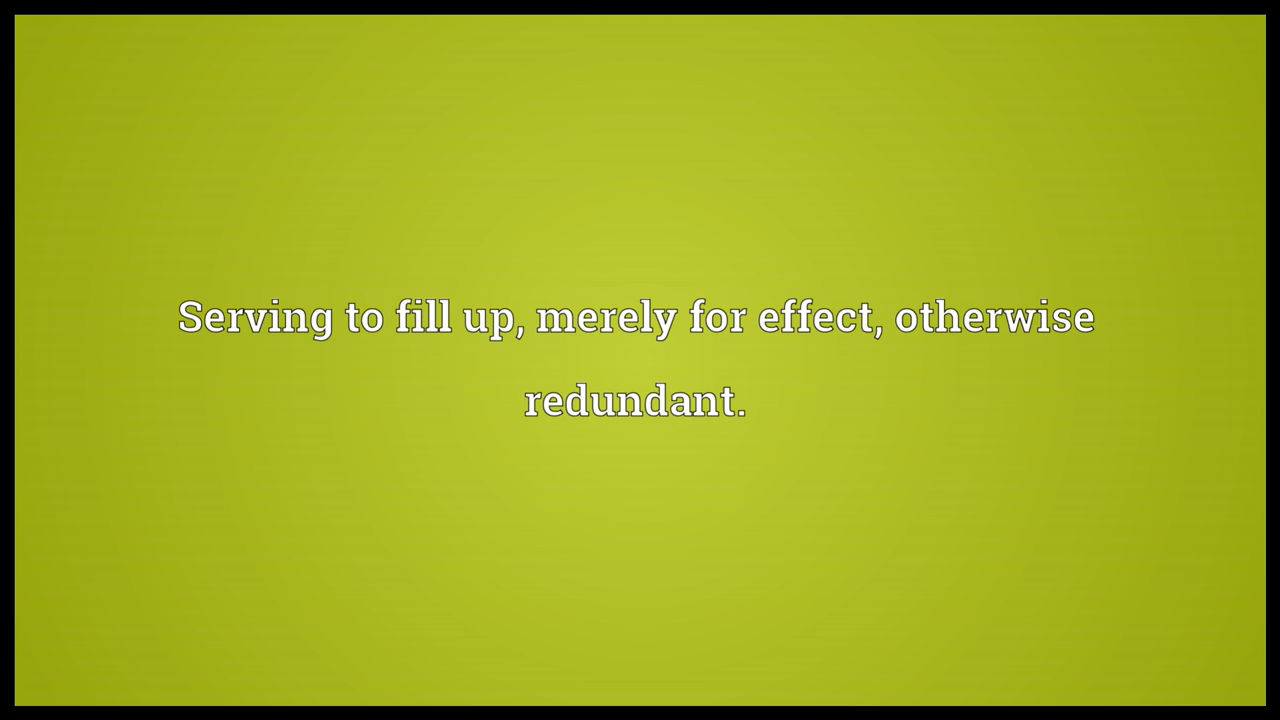 Serving to fill up, merely for effect, otherwise
redundant.